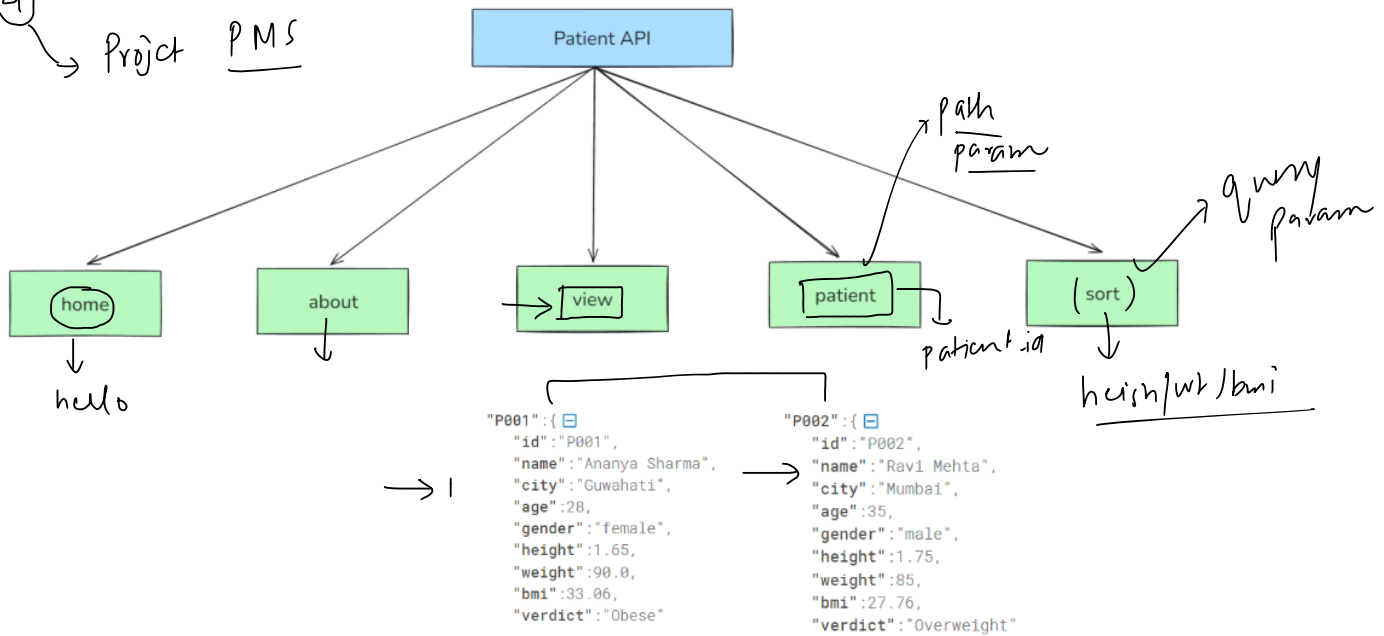 Projct PMS
Patient API
path
param
query
param
home
about
view
patient
(sort)
hello
patient_id
heigh/wt/bmi
"P001":{
"id":"P001",
"name":"Ananya Sharma",
"city":"Guwahati",
"age":28,
"gender":"female",
"height":1.65,
"weight":90.0,
"bmi":33.06,
"verdict":"Obese"
1
"P002":{
"id":"P002",
"name":"Ravi Mehta",
"city":"Mumbai",
"age":35,
"gender":"male",
"height":1.75,
"weight":85,
"bmi":27.76,
"verdict":"Overweight"